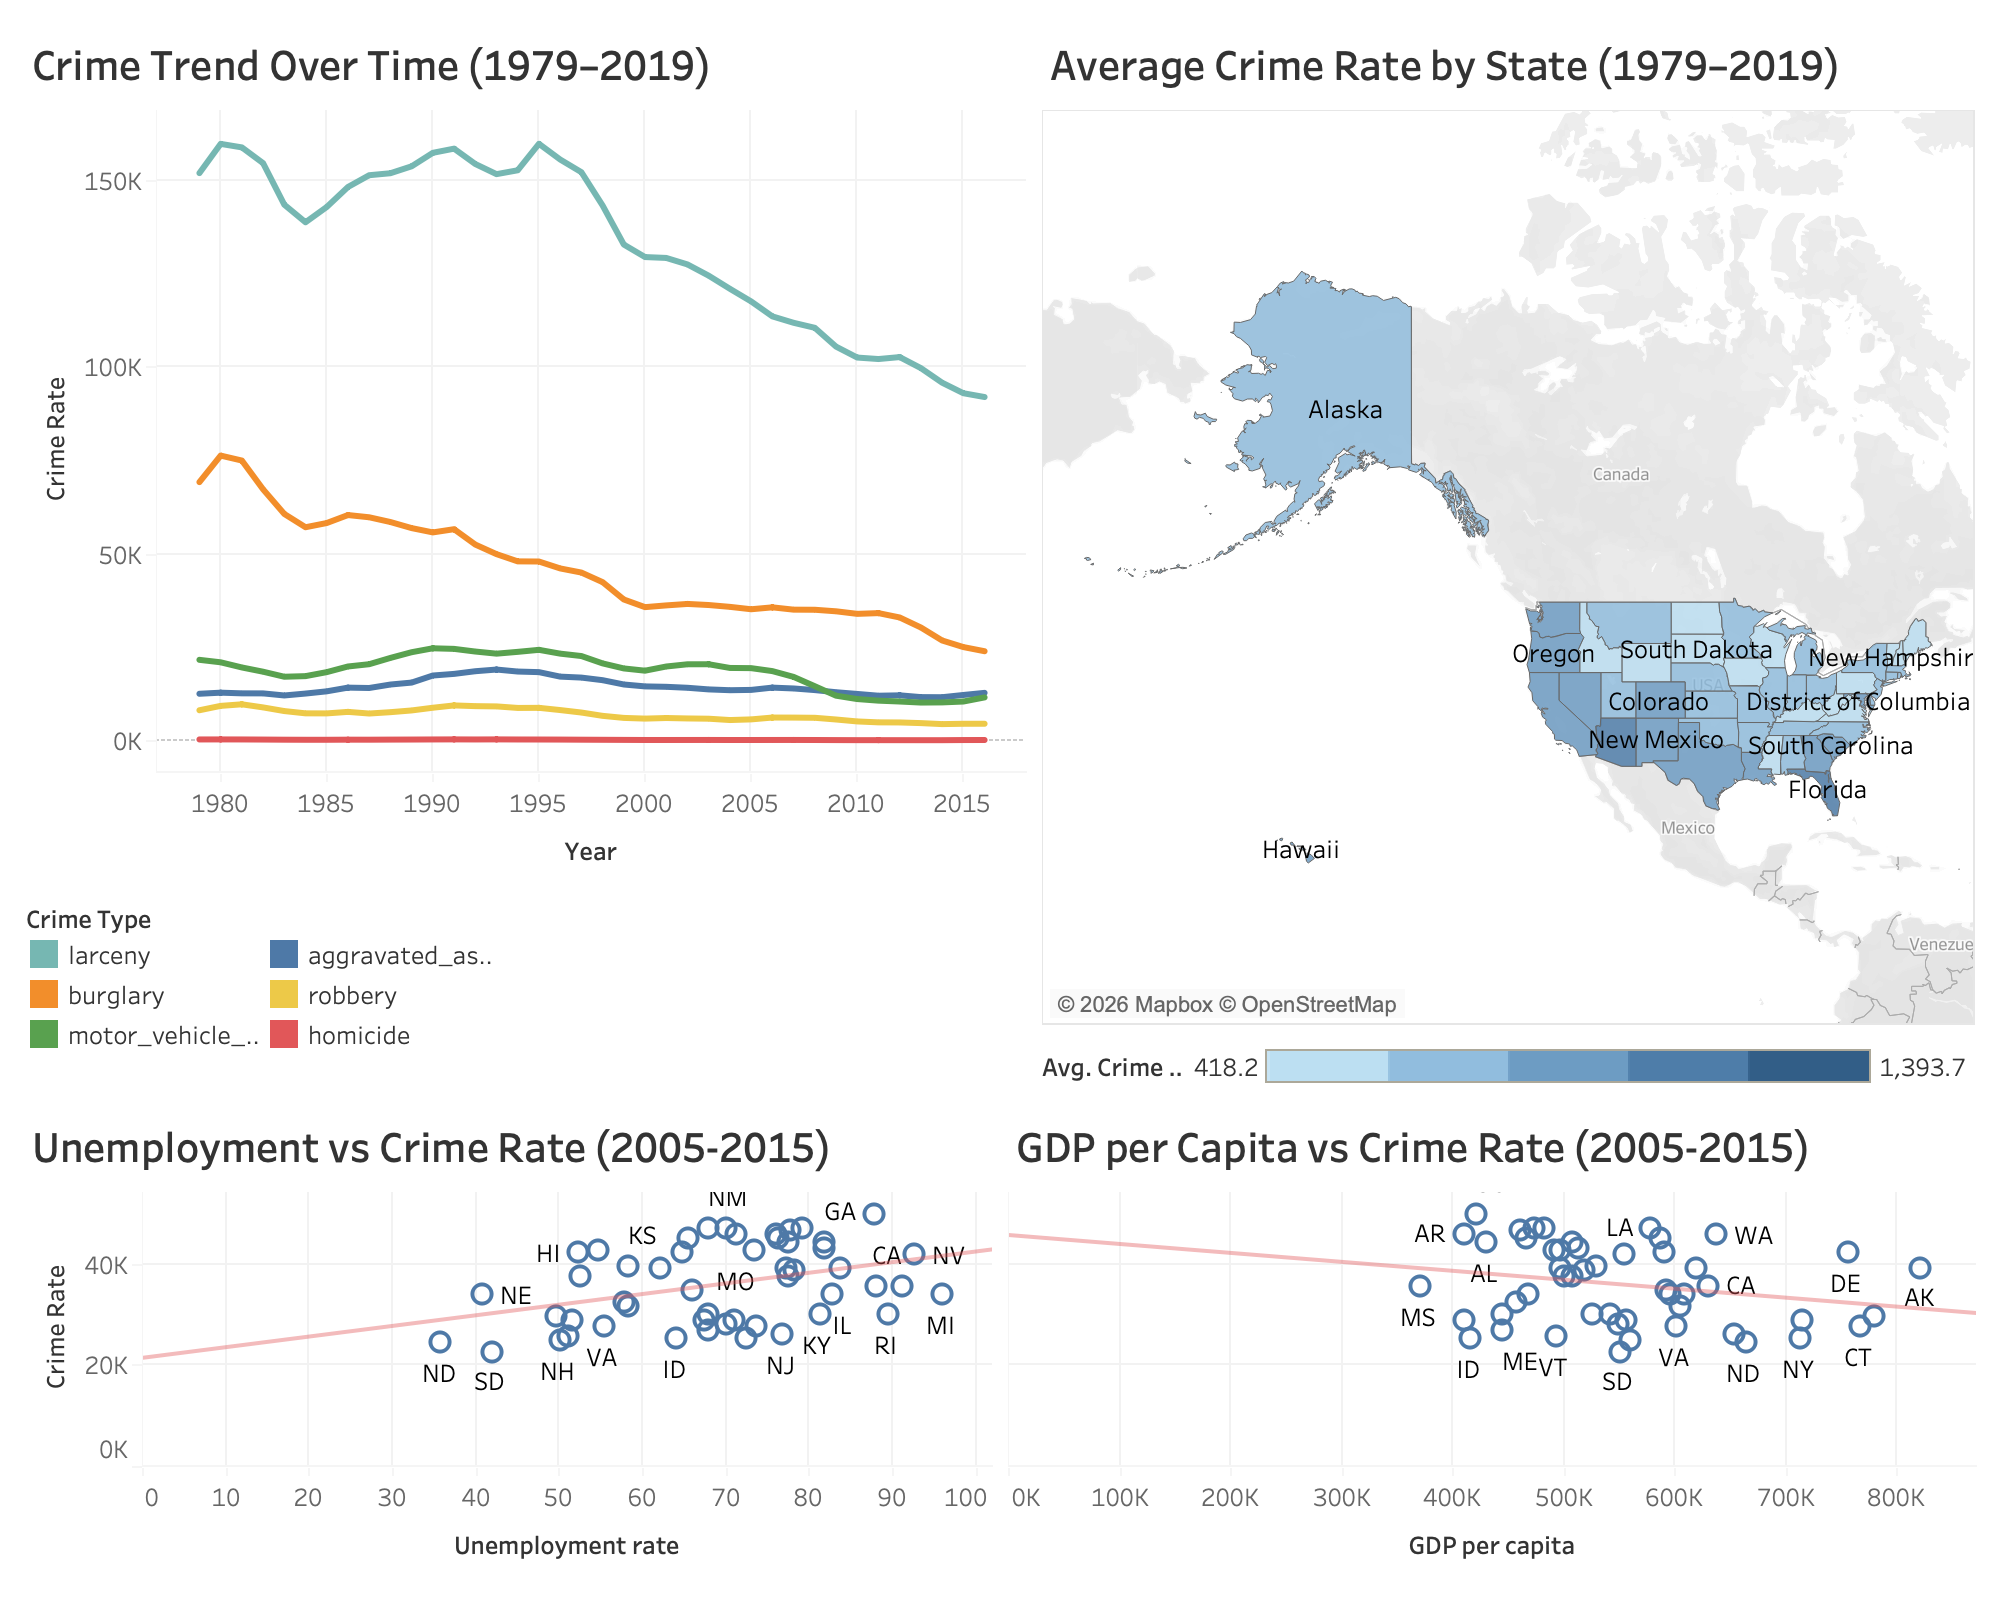 Crime Trend Over Time (1979–2019)
150K
100K
50K
0K
Crime Rate
1980 1985 1990 1995 2000 2005 2010 2015
Year
Crime Type
larceny aggravated_as..
burglary robbery
motor_vehicle_.. homicide
Average Crime Rate by State (1979–2019)
Alaska
Canada
Oregon South Dakota New Hampshir
USA
Colorado District of Columbia
New Mexico South Carolina
Florida
Mexico
Hawaii
Venezue
© 2026 Mapbox © OpenStreetMap
Avg. Crime .. 418.2 1,393.7
Unemployment vs Crime Rate (2005-2015)
NM
GA
KS
HI CA NV
MO
NE
IL MI
KY RI
VA
NH ID NJ
ND SD
40K
20K
0K
Crime Rate
0 10 20 30 40 50 60 70 80 90 100
Unemployment rate
GDP per Capita vs Crime Rate (2005-2015)
AR LA WA
AL DE
CA AK
MS
ID ME VT VA CT
SD ND NY
0K 100K 200K 300K 400K 500K 600K 700K 800K
GDP per capita